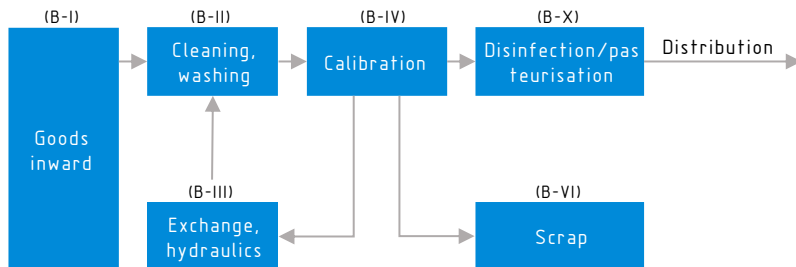 (B-I)
(B-II)
(B-IV)
(B-X)
Cleaning,
washing
Calibration
Disinfection/pas
teurisation
Distribution
Goods
inward
(B-III)
(B-VI)
Exchange,
hydraulics
Scrap